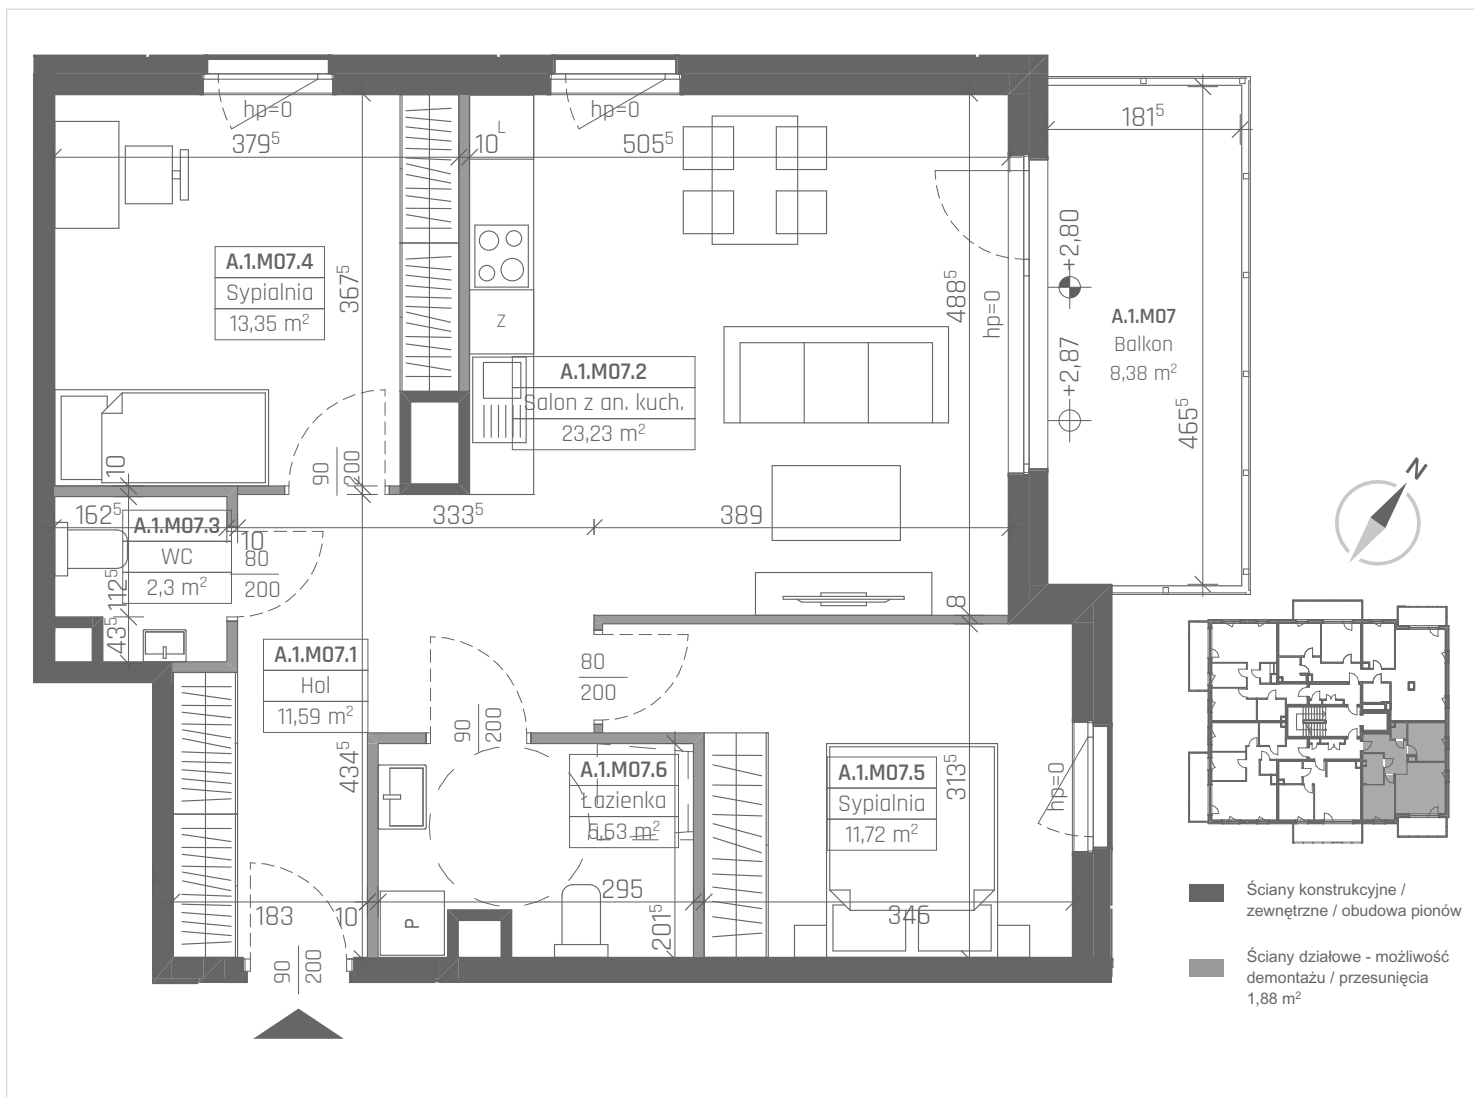 hp=0
hp=0
379⁵
10
L
505⁵
181⁵
A.1.M07.4
Sypialnia
13,35 m²
367⁵
488⁵
hp=0
+2,80
+2,87
A.1.M07
Balkon
8,38 m²
465⁵
Z
A.1.M07.2
Salon z an. kuch.
23,23 m²
10
90
200
162⁵
A.1.M07.3
WC
2,3 m²
10
80
200
333⁵
389
N
112⁵
43⁵
8
A.1.M07.1
Hol
11,59 m²
80
200
90
200
434⁵
A.1.M07.6
Łazienka
5,63 m²
A.1.M07.5
Sypialnia
11,72 m²
313⁵
hp=0
183
10
P
295
201⁵
346
90
200
Ściany konstrukcyjne /
zewnętrzne / obudowa pionów
Ściany działowe - możliwość
demontażu / przesunięcia
1,88 m²